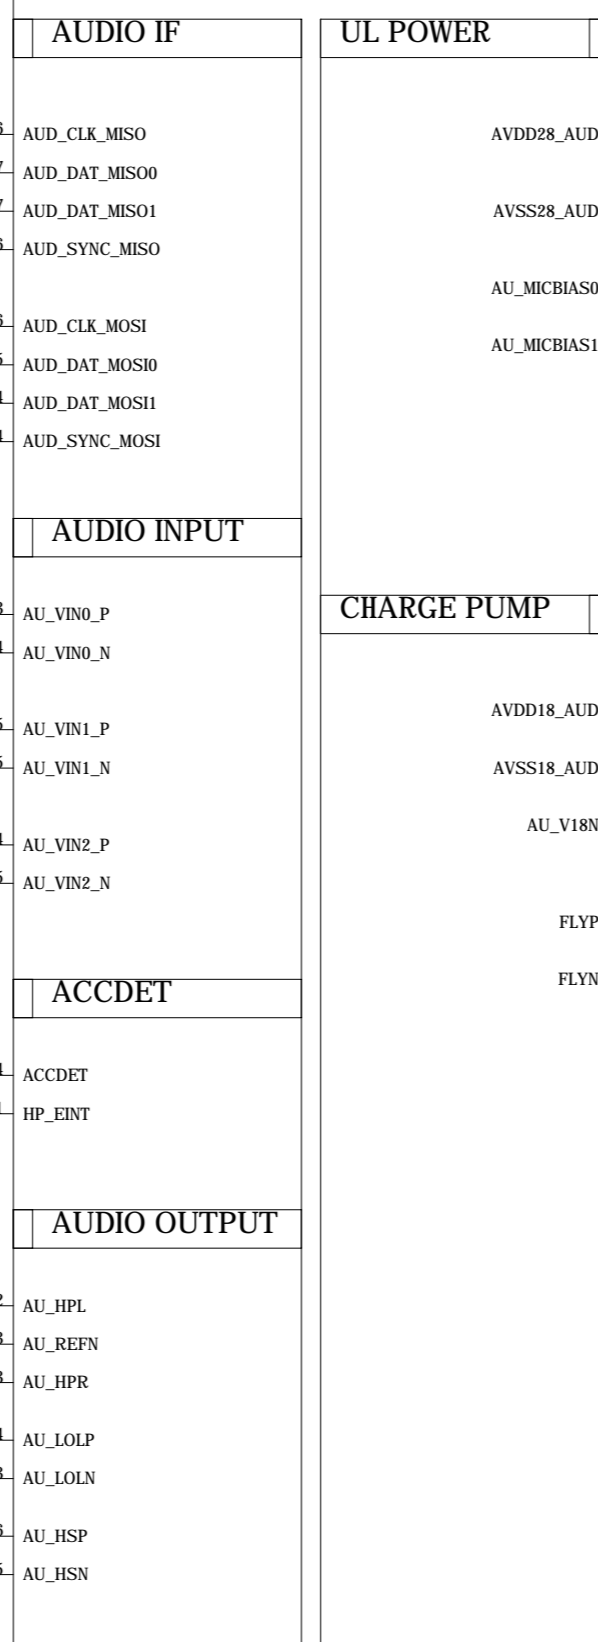 AUDIO IF
AUD_CLK_MISO
AUD_DAT_MISO0
AUD_DAT_MISO1
AUD_SYNC_MISO
AUD_CLK_MOSI
AUD_DAT_MOSI0
AUD_DAT_MOSI1
AUD_SYNC_MOSI
AUDIO INPUT
AU_VIN0_P
AU_VIN0_N
AU_VIN1_P
AU_VIN1_N
AU_VIN2_P
AU_VIN2_N
ACCDET
ACCDET
HP_EINT
AUDIO OUTPUT
AU_HPL
AU_REFN
AU_HPR
AU_LOLP
AU_LOLN
AU_HSP
AU_HSN
UL POWER
AVDD28_AUD
AVSS28_AUD
AU_MICBIAS0
AU_MICBIAS1
CHARGE PUMP
AVDD18_AUD
AVSS18_AUD
AU_V18N
FLYP
FLYN